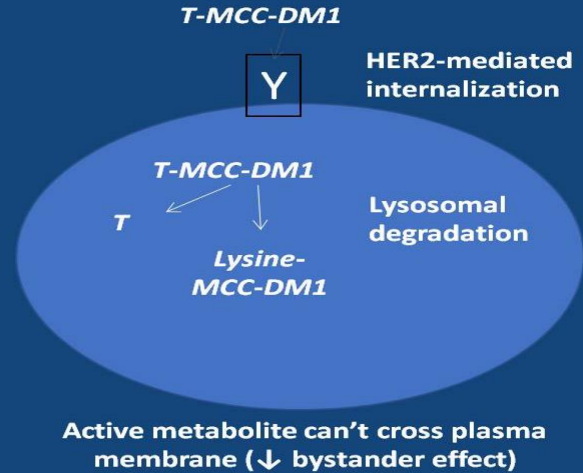 T-MCC-DM1
HER2-mediated
internalization
Y
T-MCC-DM1
T
Lysosomal
degradation
Lysine-
MCC-DM1
Active metabolite can't cross plasma
membrane (↓ bystander effect)